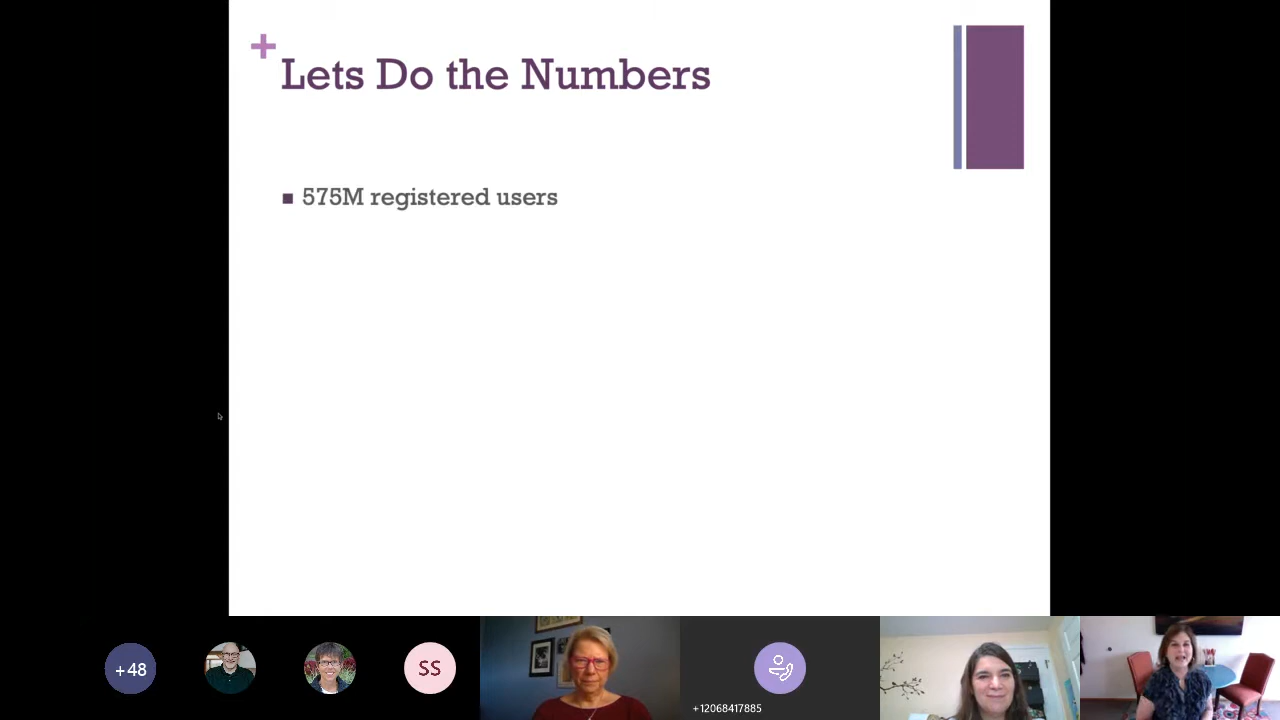 +
Lets Do the Numbers
575M registered users
+48
SS
+12068417885